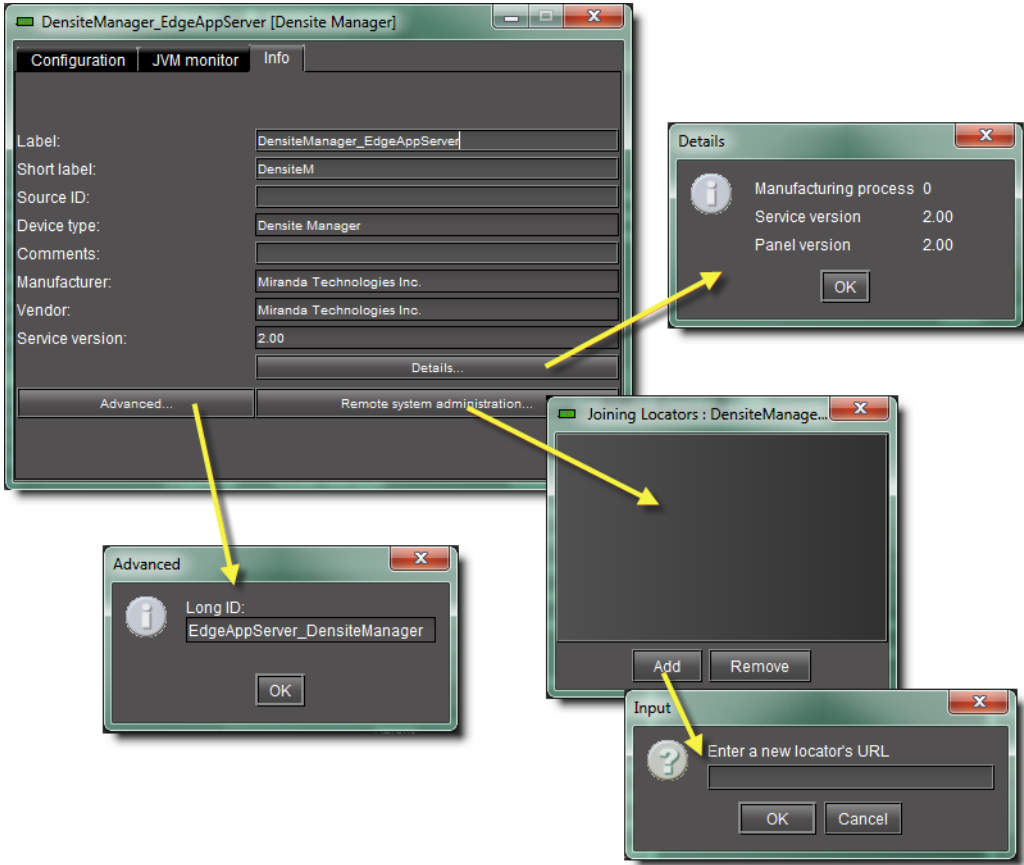 DensiteManager_EdgeAppServer [Densite Manager]
Configuration JVM monitor Info
Label: DensiteManager_EdgeAppServer
Short label: DensiteM
Source ID:
Device type: Densite Manager
Comments:
Manufacturer: Miranda Technologies Inc.
Vendor: Miranda Technologies Inc.
Service version: 2.00
Details...
Advanced... Remote system administration...
Details
Manufacturing process 0
Service version 2.00
Panel version 2.00
OK
Joining Locators : DensiteManage...
Add Remove
Advanced
Long ID:
EdgeAppServer_DensiteManager
OK
Input
Enter a new locator's URL
OK Cancel